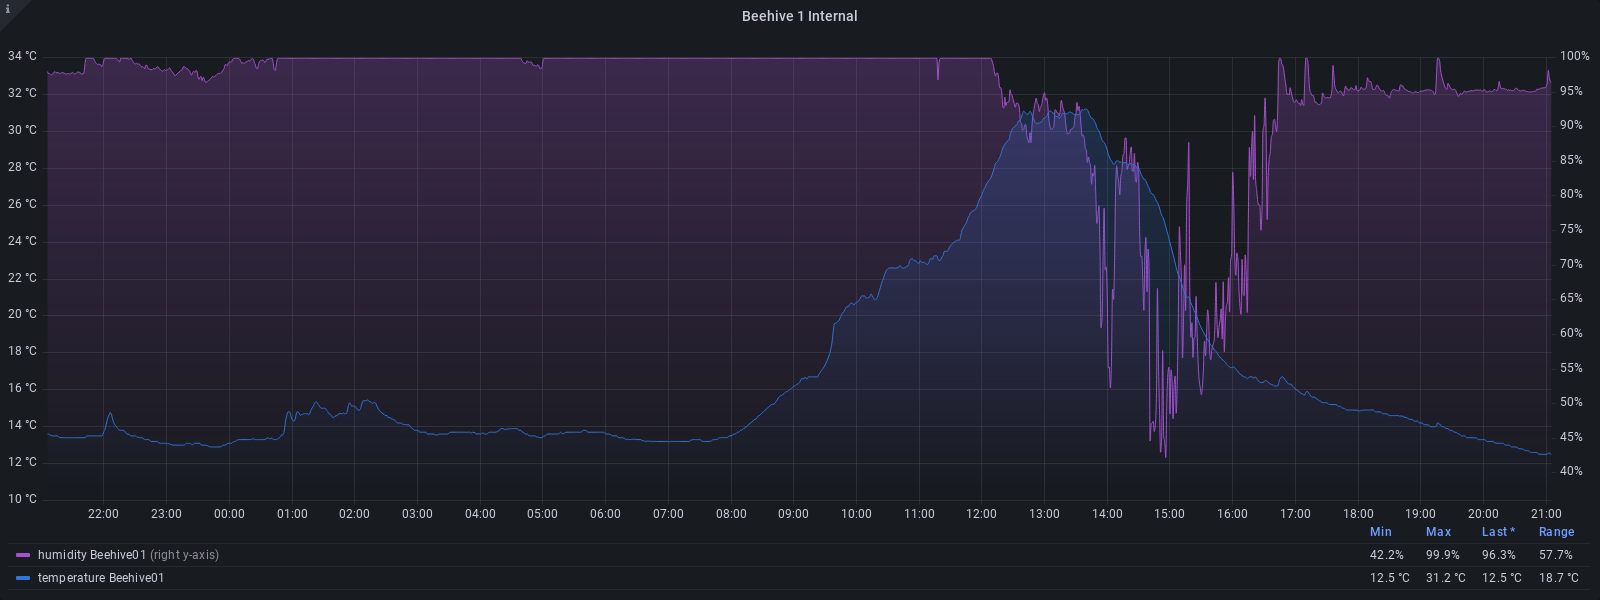 i
Beehive 1 Internal
34 °C 100%
32 °C 95%
30 °C 90%
28 °C 85%
26 °C 80%
24 °C 75%
22 °C 70%
20 °C 65%
18 °C 60%
16 °C 55%
14 °C 50%
12 °C 45%
10 °C 40%
22:00 23:00 00:00 01:00 02:00 03:00 04:00 05:00 06:00 07:00 08:00 09:00 10:00 11:00 12:00 13:00 14:00 15:00 16:00 17:00 18:00 19:00 20:00 21:00
Min Max Last * Range
humidity Beehive01 (right y-axis) 42.2% 99.9% 96.3% 57.7%
temperature Beehive01 12.5 °C 31.2 °C 12.5 °C 18.7 °C